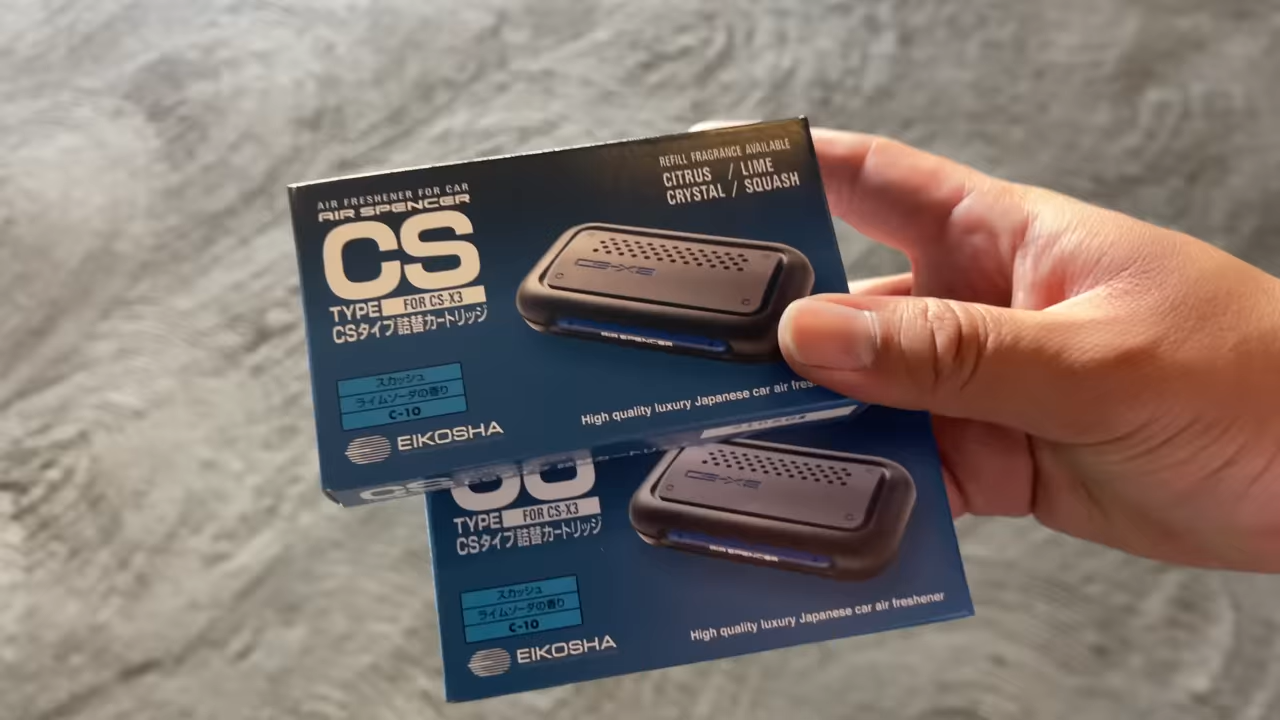 AIR FRESHENER FOR CAR
AIR SPENCER
CS
TYPE FOR CS-X3
CSタイプ詰替カートリッジ
スカッシュ
ライムソーダの香り
C-10
EIKOSHA
REFILL FRAGRANCE AVAILABLE
CITRUS / LIME
CRYSTAL / SQUASH
CS-X3
AIR SPENCER
High quality luxury Japanese car air
CS
TYPE FOR CS-X3
CSタイプ詰替カートリッジ
スカッシュ
ライムソーダの香り
C-10
EIKOSHA
CS-X3
AIR SPENCER
High quality luxury Japanese car air freshener